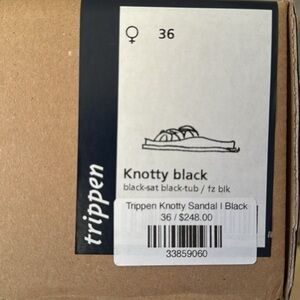 ♀ 36
trippen
Knotty black
black-sat black-tub / fz blk
Trippen Knotty Sandal | Black
36 / $248.00
33859060